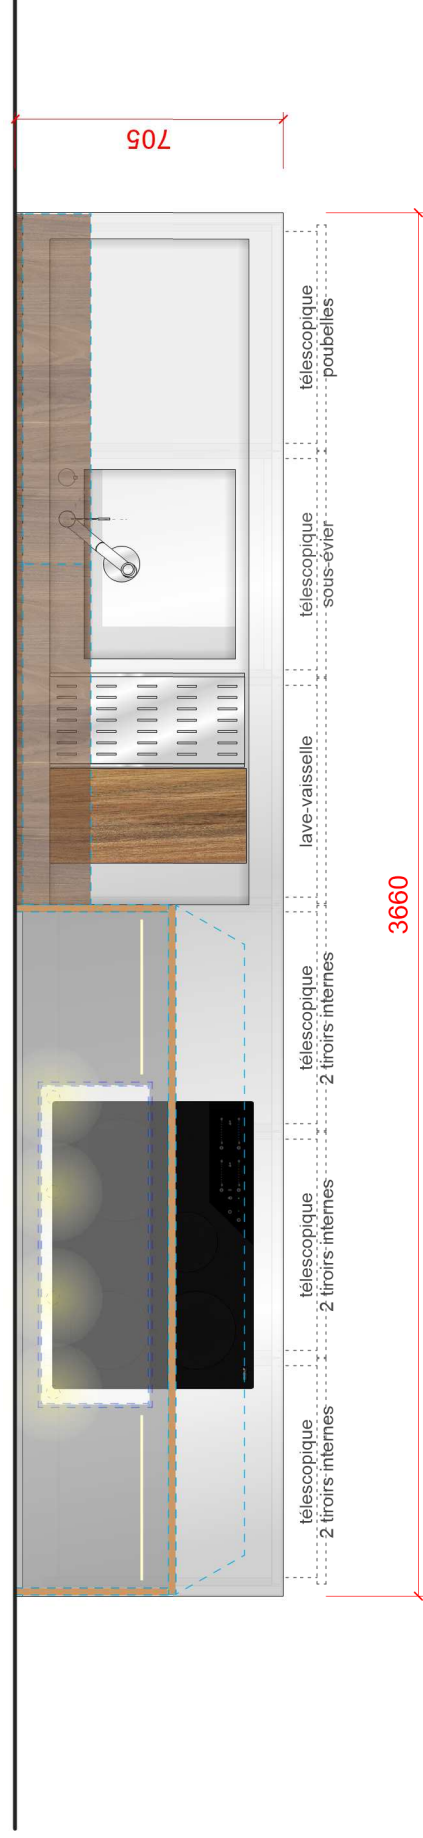 705
télescopique
poubelles
télescopique
sous-évier
lave-vaisselle
3660
télescopique
2 tiroirs internes
télescopique
2 tiroirs internes
télescopique
2 tiroirs internes